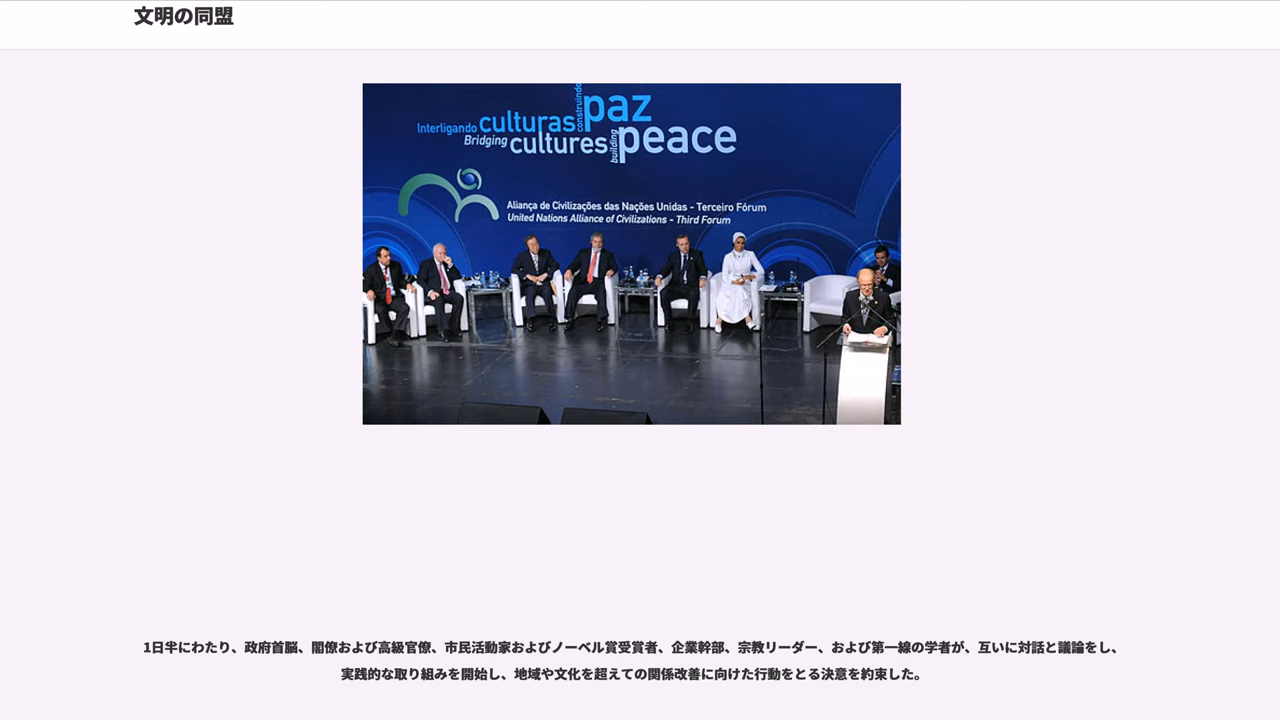 文明の同盟
construindo
paz
Interligando culturas
Bridging cultures
building
peace
Aliança de Civilizações das Nações Unidas - Terceiro Fórum
United Nations Alliance of Civilizations - Third Forum
1日半にわたり、政府首脳、閣僚および高級官僚、市民活動家およびノーベル賞受賞者、企業幹部、宗教リーダー、および第一線の学者が、互いに対話と議論をし、
実践的な取り組みを開始し、地域や文化を超えての関係改善に向けた行動をとる決意を約束した。